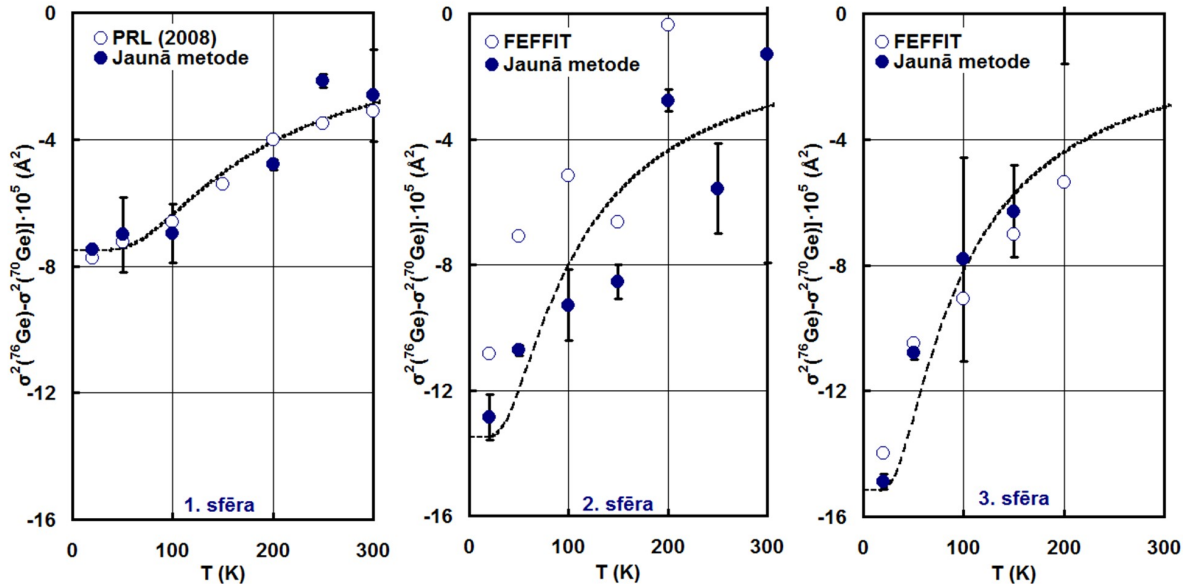 0
-4
-8
-12
-16
σ²(⁷⁶Ge)-σ²(⁷⁰Ge)]·10⁵ (Å²)
PRL (2008)
Jaunā metode
1. sfēra
0 100 200 300
T (K)
0
-4
-8
-12
-16
σ²(⁷⁶Ge)-σ²(⁷⁰Ge)]·10⁵ (Å²)
FEFFIT
Jaunā metode
2. sfēra
0 100 200 300
T (K)
0
-4
-8
-12
-16
σ²(⁷⁶Ge)-σ²(⁷⁰Ge)]·10⁵ (Å²)
FEFFIT
Jaunā metode
3. sfēra
0 100 200 300
T (K)